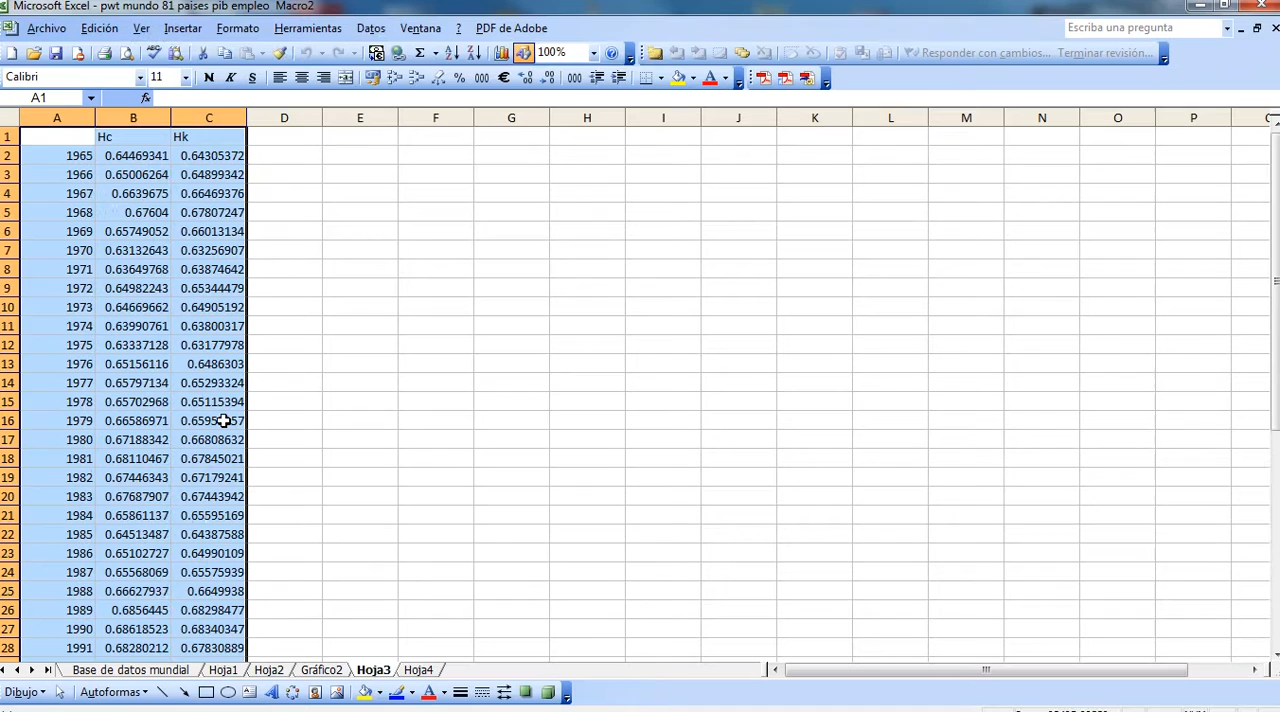 Microsoft Excel - pwt mundo 81 paises pib empleo Macro2
Archivo Edición Ver Insertar Formato Herramientas Datos Ventana ? PDF de Adobe Escriba una pregunta
Σ 100% Responder con cambios... Terminar revisión...
Calibri 11 N K S % 000 € 000
A1 fx
A B C D E F G H I J K L M N O P
1 Hc Hk
2 1965 0.64469341 0.64305372
3 1966 0.65006264 0.64899342
4 1967 0.6639675 0.66469376
5 1968 0.67604 0.67807247
6 1969 0.65749052 0.66013134
7 1970 0.63132643 0.63256907
8 1971 0.63649768 0.63874642
9 1972 0.64982243 0.65344479
10 1973 0.64669662 0.64905192
11 1974 0.63990761 0.63800317
12 1975 0.63337128 0.63177978
13 1976 0.65156116 0.6486303
14 1977 0.65797134 0.65293324
15 1978 0.65702968 0.65115394
16 1979 0.66586971
17 1980 0.67188342 0.66808632
18 1981 0.68110467 0.67845021
19 1982 0.67446343 0.67179241
20 1983 0.67687907 0.67443942
21 1984 0.65861137 0.65595169
22 1985 0.64513487 0.64387588
23 1986 0.65102727 0.64990109
24 1987 0.65568069 0.65575939
25 1988 0.66627937 0.6649938
26 1989 0.6856445 0.68298477
27 1990 0.68618523 0.68340347
28 1991 0.68280212 0.67830889
Base de datos mundial Hoja1 Hoja2 Gráfico2 Hoja3 Hoja4
Dibujo Autoformas